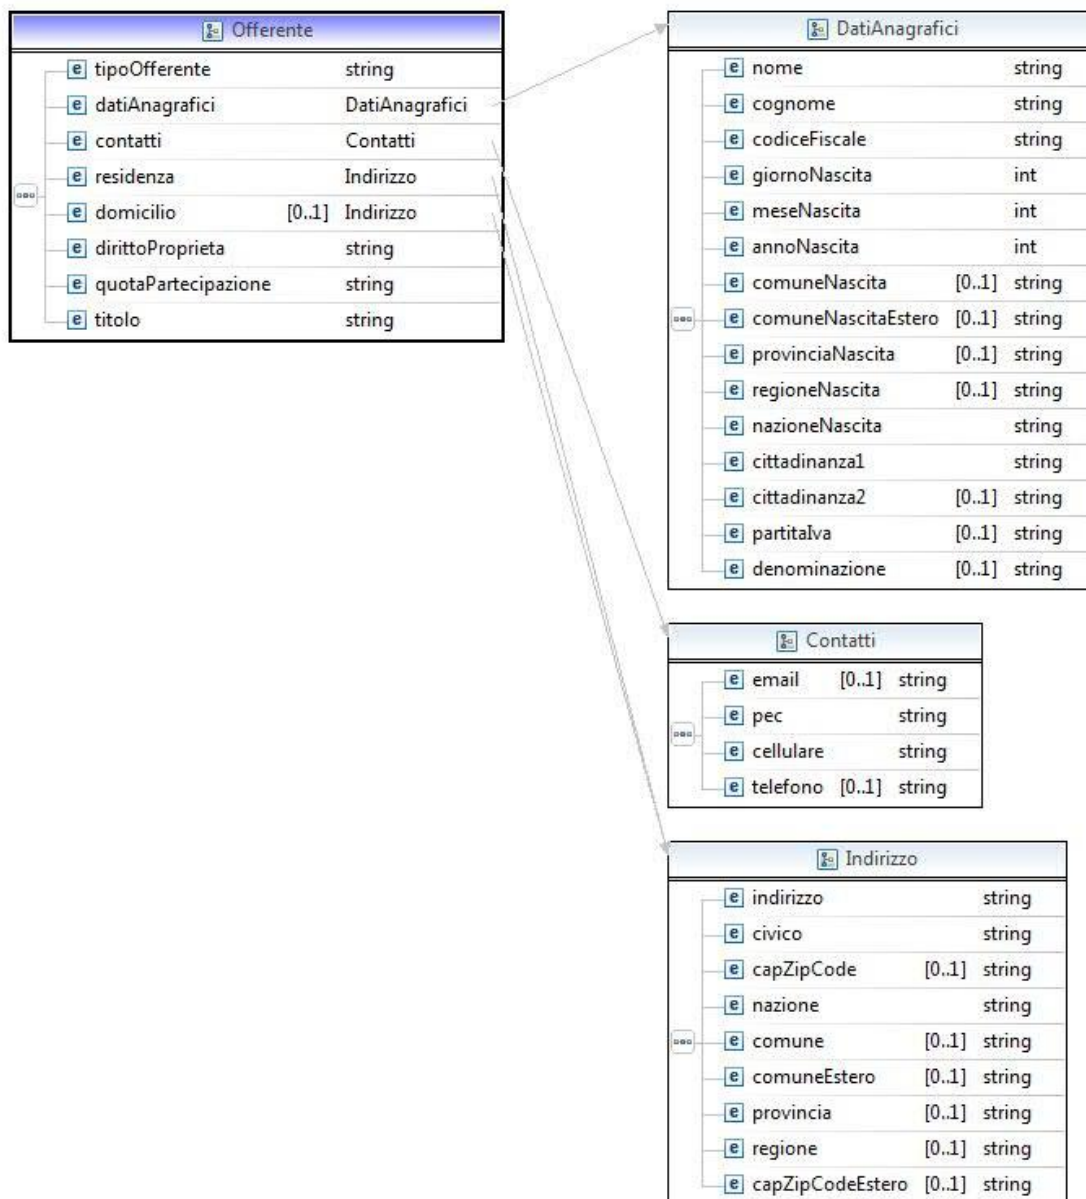 Offerente
e tipoOfferente string
e datiAnagrafici DatiAnagrafici
e contatti Contatti
e residenza Indirizzo
e domicilio [0..1] Indirizzo
e dirittoProprieta string
e quotaPartecipazione string
e titolo string
DatiAnagrafici
e nome string
e cognome string
e codiceFiscale string
e giornoNascita int
e meseNascita int
e annoNascita int
e comuneNascita [0..1] string
e comuneNascitaEstero [0..1] string
e provinciaNascita [0..1] string
e regioneNascita [0..1] string
e nazioneNascita string
e cittadinanza1 string
e cittadinanza2 [0..1] string
e partitaIva [0..1] string
e denominazione [0..1] string
Contatti
e email [0..1] string
e pec string
e cellulare string
e telefono [0..1] string
Indirizzo
e indirizzo string
e civico string
e capZipCode [0..1] string
e nazione string
e comune [0..1] string
e comuneEstero [0..1] string
e provincia [0..1] string
e regione [0..1] string
e capZipCodeEstero [0..1] string